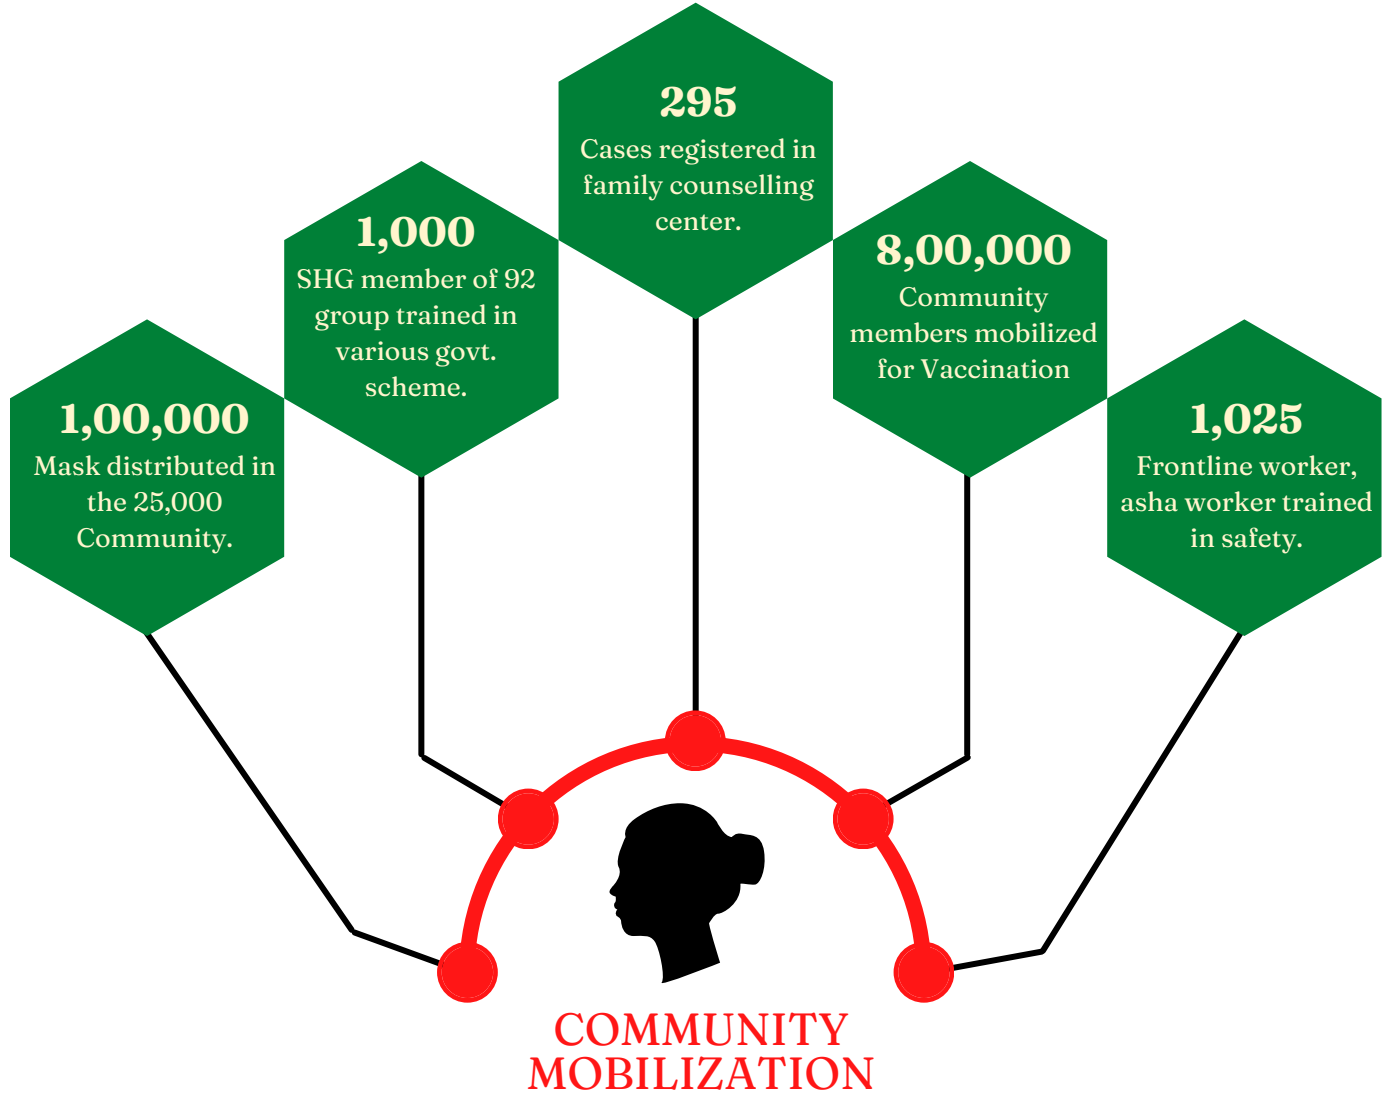 295
Cases registered in
family counselling
center.
1,000
SHG member of 92
group trained in
various govt.
scheme.
8,00,000
Community
members mobilized
for Vaccination
1,00,000
Mask distributed in
the 25,000
Community.
1,025
Frontline worker,
asha worker trained
in safety.
COMMUNITY
MOBILIZATION